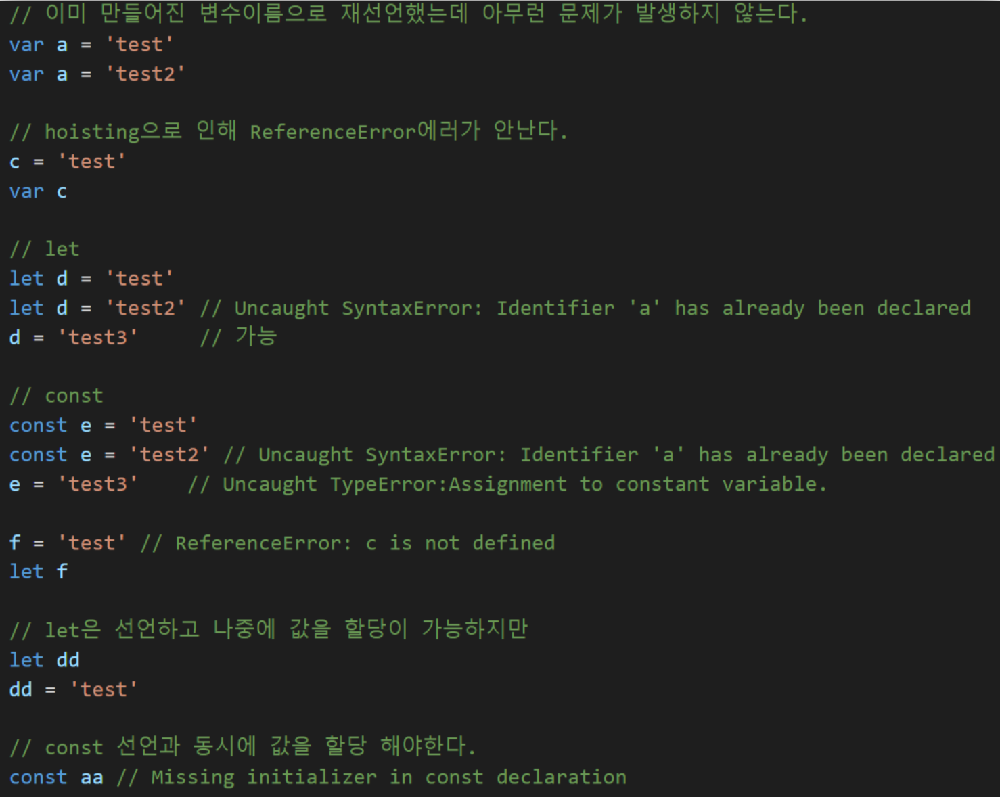 // 이미 만들어진 변수이름으로 재선언했는데 아무런 문제가 발생하지 않는다.
var a = 'test'
var a = 'test2'
// hoisting으로 인해 ReferenceError에러가 안난다.
c = 'test'
var c
// let
let d = 'test'
let d = 'test2' // Uncaught SyntaxError: Identifier 'a' has already been declared
d = 'test3'     // 가능
// const
const e = 'test'
const e = 'test2' // Uncaught SyntaxError: Identifier 'a' has already been declared
e = 'test3'    // Uncaught TypeError:Assignment to constant variable.
f = 'test' // ReferenceError: c is not defined
let f
// let은 선언하고 나중에 값을 할당이 가능하지만
let dd
dd = 'test'
// const 선언과 동시에 값을 할당 해야한다.
const aa // Missing initializer in const declaration